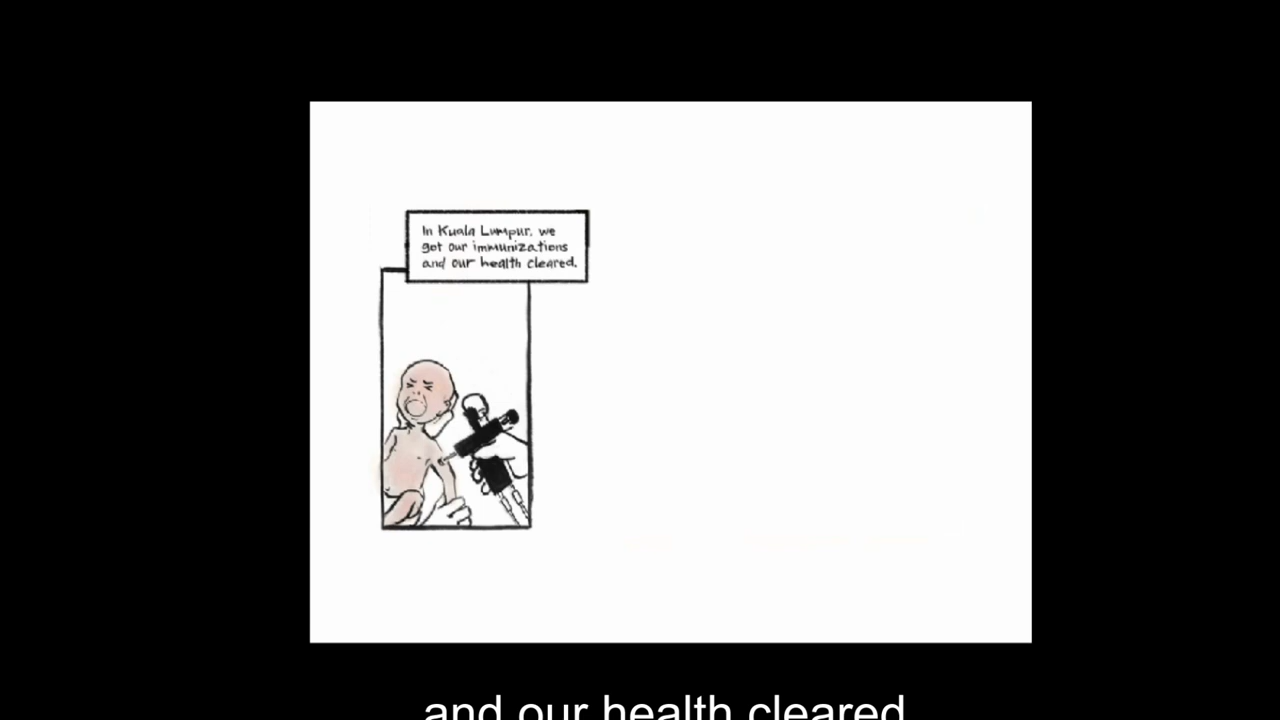 In Kuala Lumpur, we
got our immunizations
and our health cleared.
and our health cleared